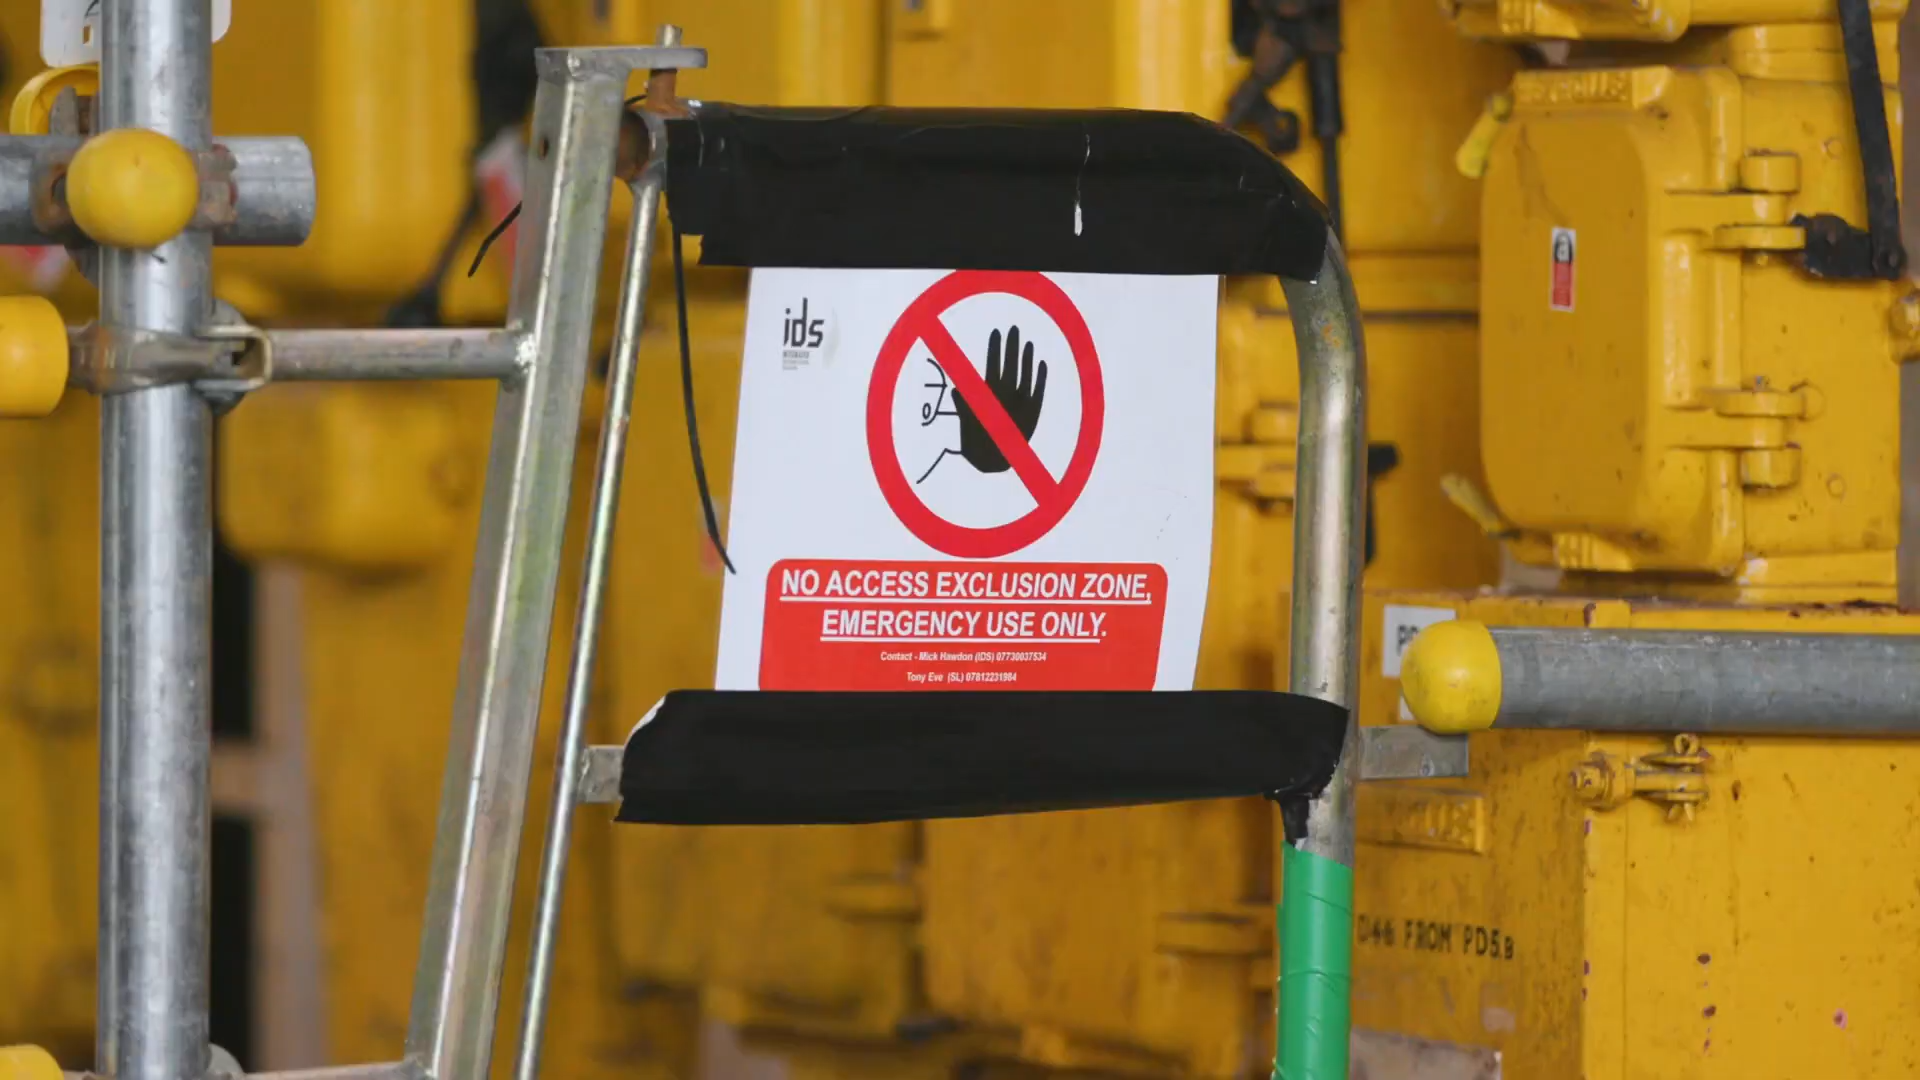 ids
NO ACCESS EXCLUSION ZONE,
EMERGENCY USE ONLY.
Contact - Mick Hawdon (IDS) 07730037534
Tony Eve (SL) 07812231984
FROM PD5.B